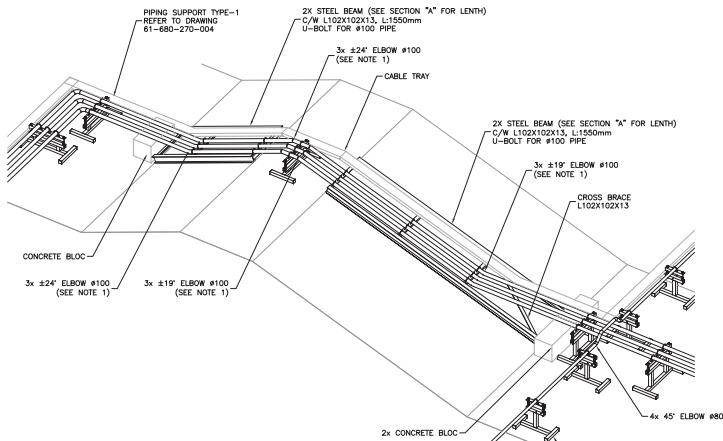 PIPING SUPPORT TYPE-1
REFER TO DRAWING
61-680-270-004
2X STEEL BEAM (SEE SECTION "A" FOR LENTH)
C/W L102X102X13, L:1550mm
U-BOLT FOR ø100 PIPE
3x ±24° ELBOW ø100
(SEE NOTE 1)
CABLE TRAY
2X STEEL BEAM (SEE SECTION "A" FOR LENGTH)
C/W L102X102X13, L:1550mm
U-BOLT FOR ø100 PIPE
3x ±19° ELBOW ø100
(SEE NOTE 1)
CROSS BRACE
L102X102X13
CONCRETE BLOC
3x ±24° ELBOW ø100
(SEE NOTE 1)
3x ±19° ELBOW ø100
(SEE NOTE 1)
4x 45° ELBOW ø80
2x CONCRETE BLOC